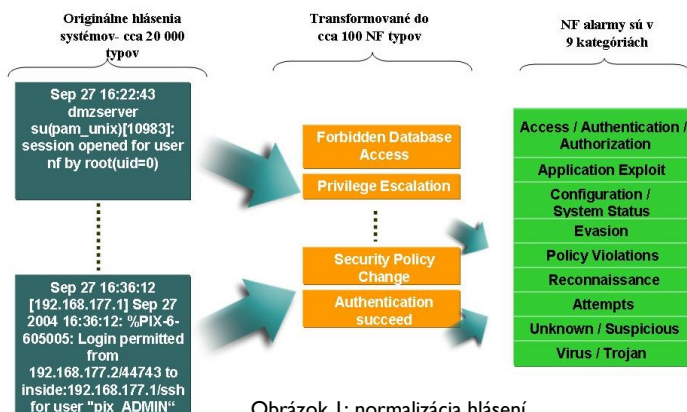 Originálne hlásenia
systémov- cca 20 000
typov
Transformované do
cca 100 NF typov
NF alarmy sú v
9 kategóriách
Sep 27 16:22:43
dmzserver
su(pam_unix)[10983]:
session opened for user
nf by root(uid=0)
Sep 27 16:36:12
[192.168.177.1] Sep 27
2004 16:36:12: %PIX-6-
605005: Login permitted
from
192.168.177.2/44743 to
inside:192.168.177.1/ssh
for user "pix_ADMIN“
Forbidden Database
Access
Privilege Escalation
Security Policy
Change
Authentication
succeed
Access / Authentication /
Authorization
Application Exploit
Configuration /
System Status
Evasion
Policy Violations
Reconnaissance
Attempts
Unknown / Suspicious
Virus / Trojan
Obrázok 1: normalizácia hlásení